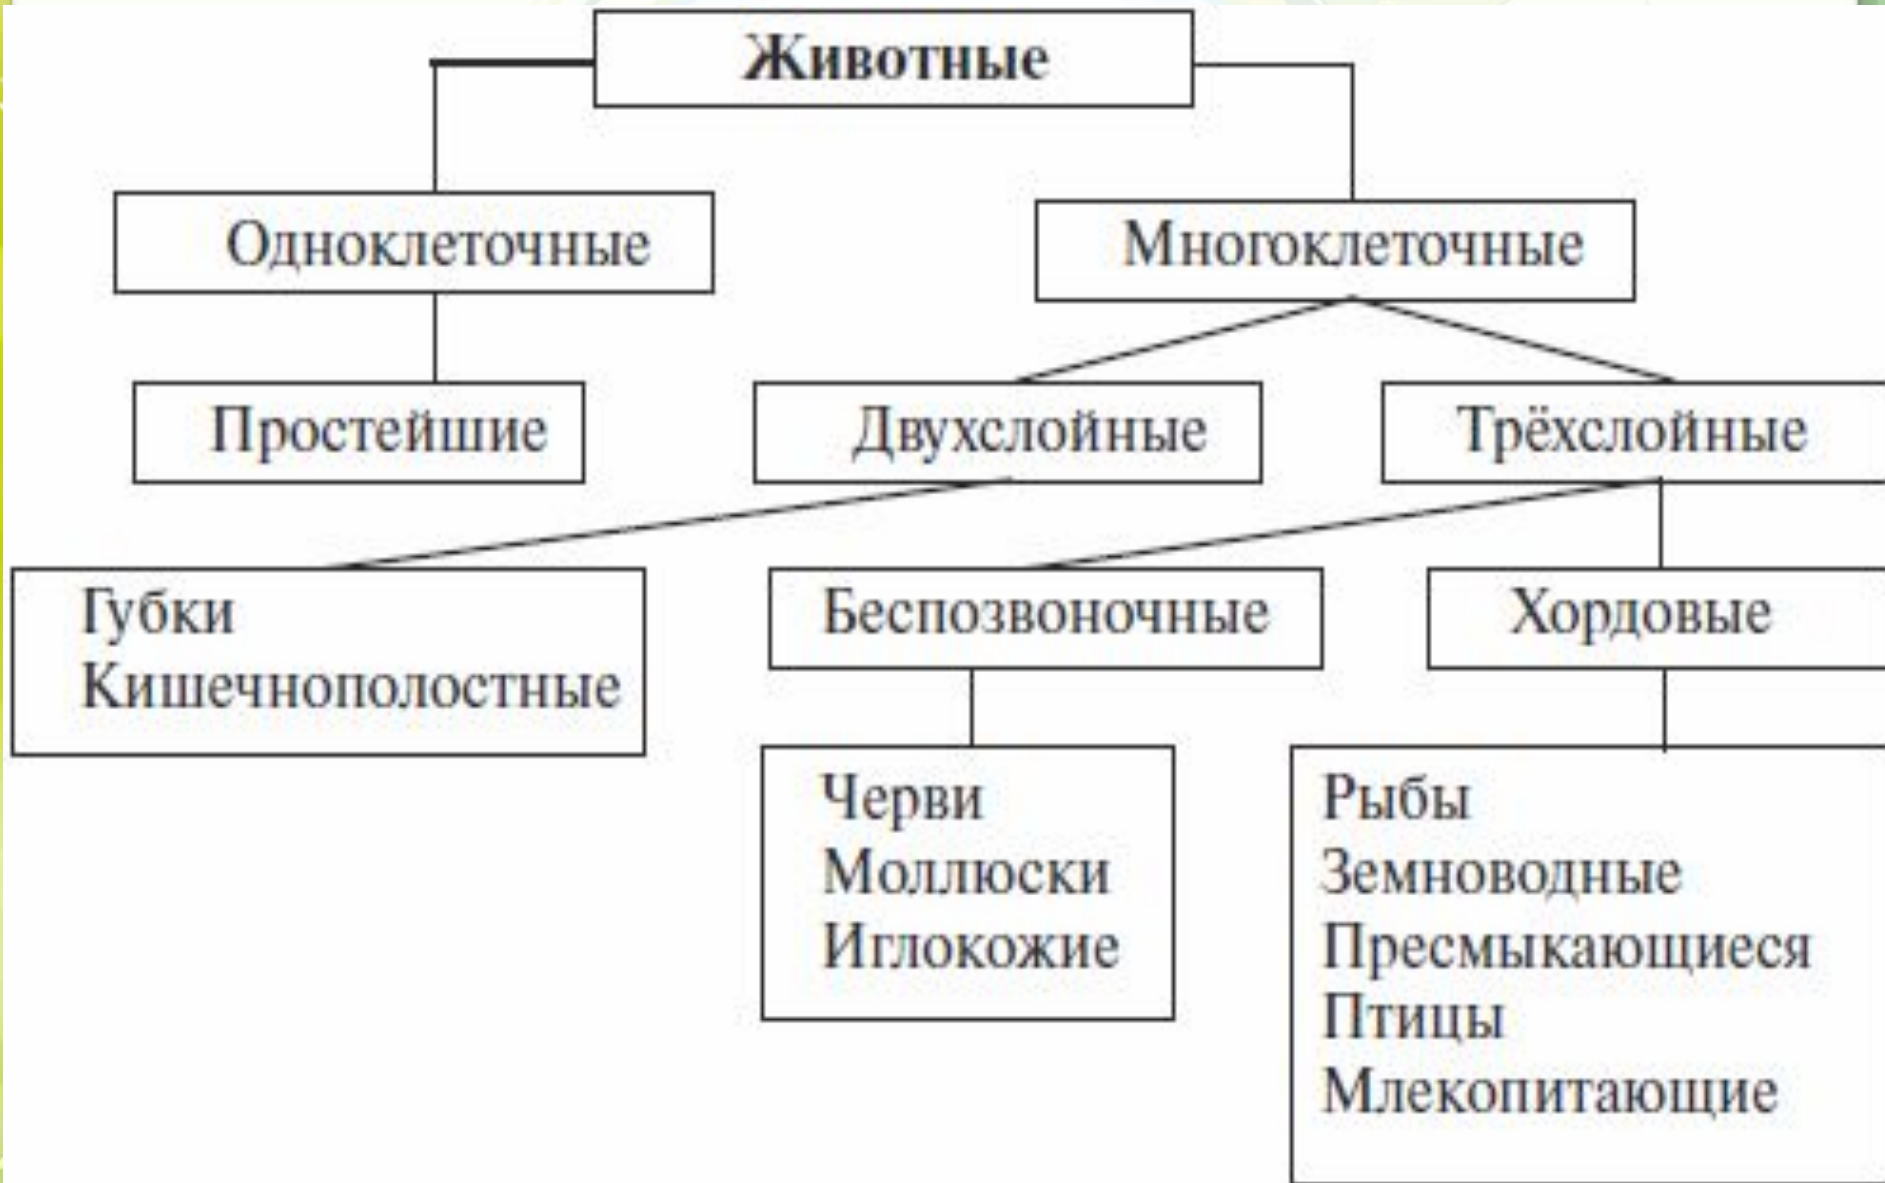 Животные
Одноклеточные
Многоклеточные
Простейшие
Двухслойные
Трёхслойные
Губки
Кишечнополостные
Беспозвоночные
Хордовые
Черви
Моллюски
Иглокожие
Рыбы
Земноводные
Пресмыкающиеся
Птицы
Млекопитающие